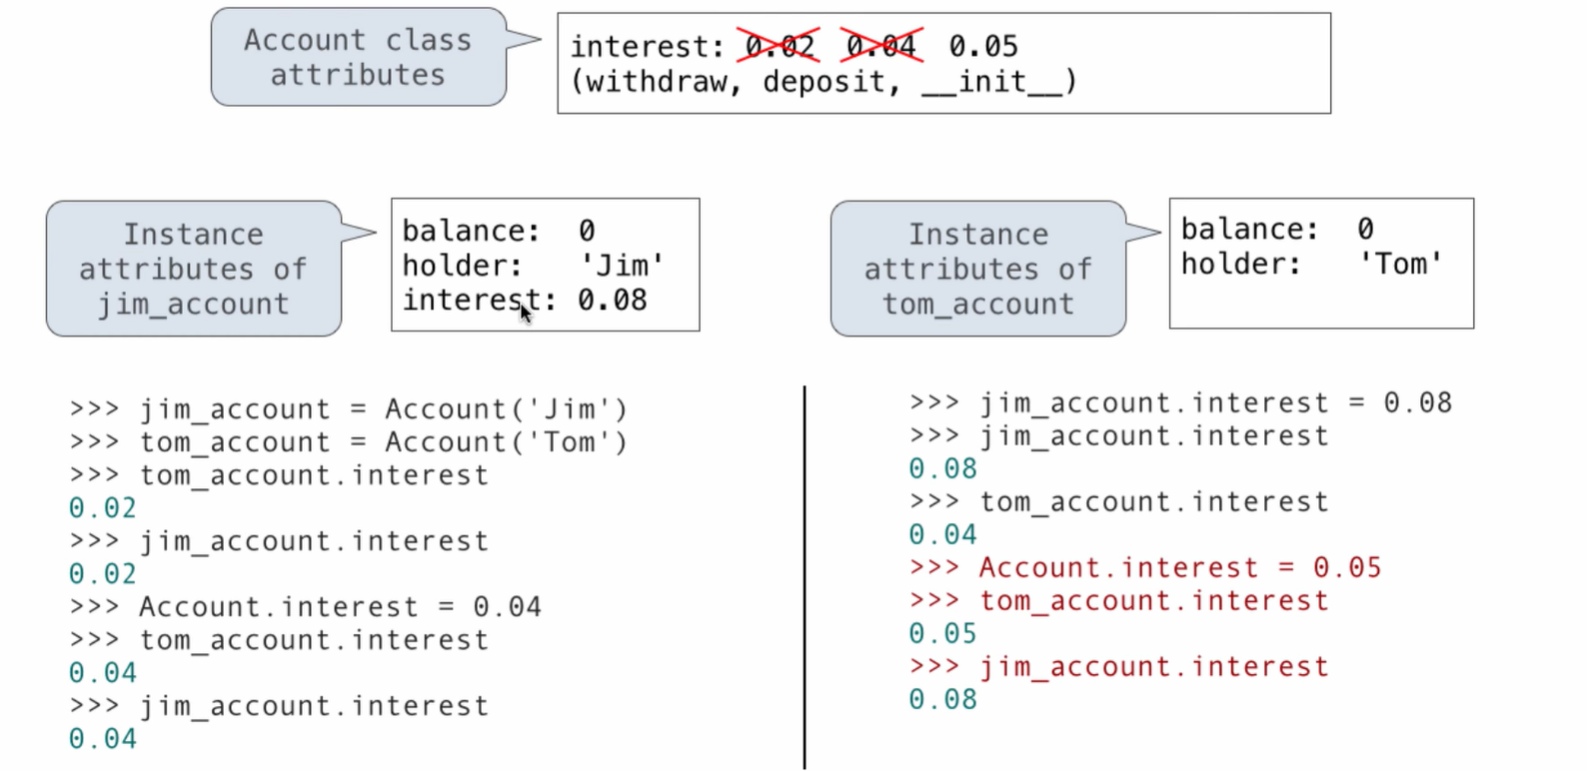 Account class
attributes
interest: 0.02 0.04 0.05
(withdraw, deposit, __init__)
Instance
attributes of
jim_account
balance: 0
holder: 'Jim'
interest: 0.08
Instance
attributes of
tom_account
balance: 0
holder: 'Tom'
>>> jim_account = Account('Jim')
>>> tom_account = Account('Tom')
>>> tom_account.interest
0.02
>>> jim_account.interest
0.02
>>> Account.interest = 0.04
>>> tom_account.interest
0.04
>>> jim_account.interest
0.04
>>> jim_account.interest = 0.08
>>> jim_account.interest
0.08
>>> tom_account.interest
0.04
>>> Account.interest = 0.05
>>> tom_account.interest
0.05
>>> jim_account.interest
0.08